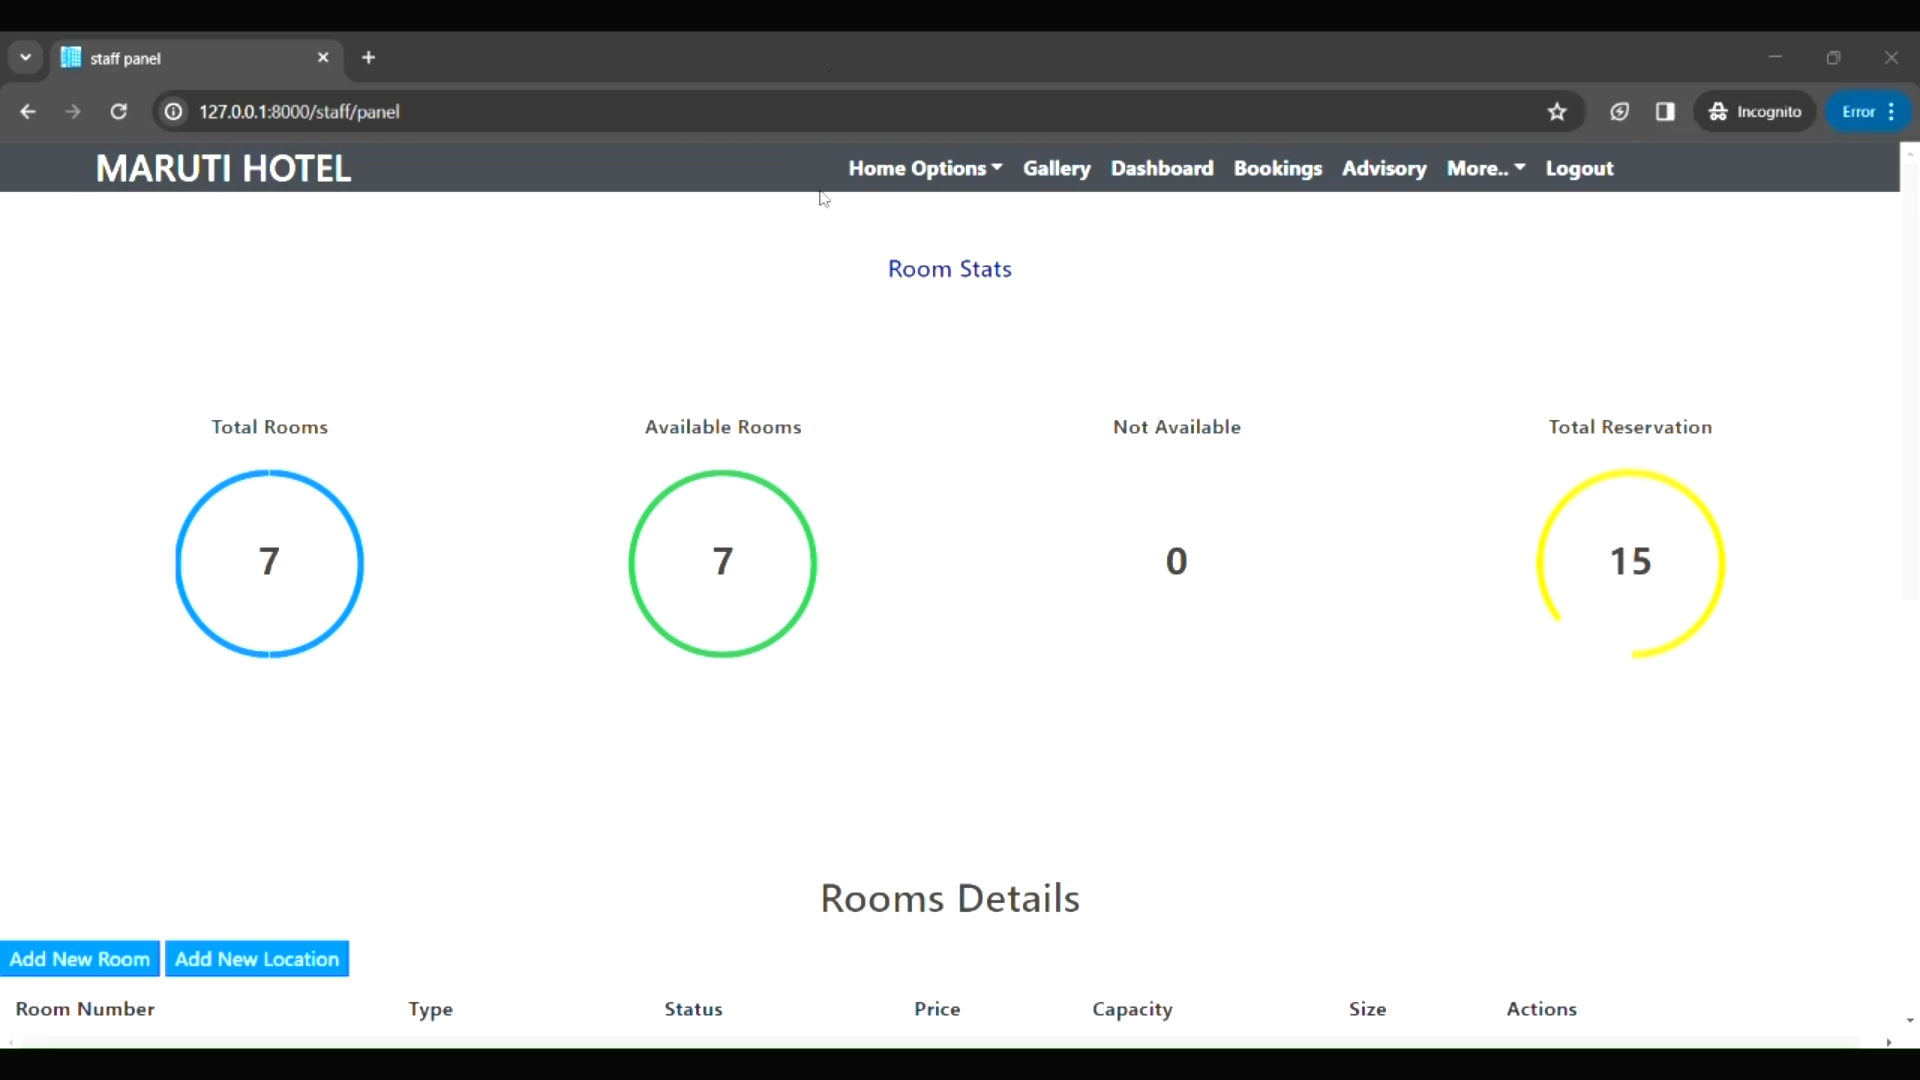 staff panel
127.0.0.1:8000/staff/panel
Incognito
Error
MARUTI HOTEL
Home Options Gallery Dashboard Bookings Advisory More.. Logout
Room Stats
Total Rooms Available Rooms Not Available Total Reservation
7 7 0 15
Rooms Details
Add New Room Add New Location
Room Number Type Status Price Capacity Size Actions